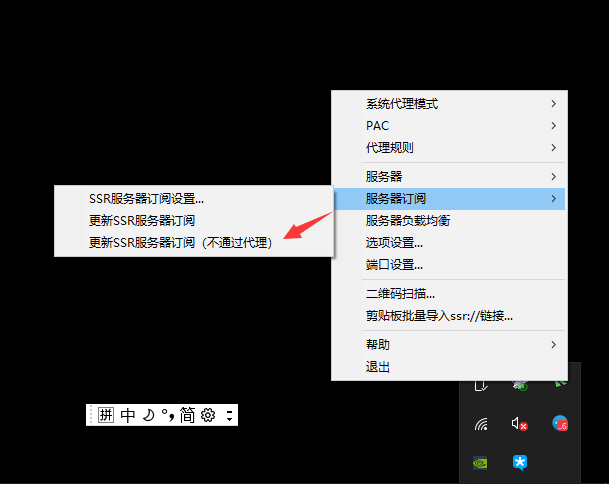 系统代理模式
PAC
代理规则
服务器
服务器订阅
服务器负载均衡
选项设置...
端口设置...
二维码扫描...
剪贴板批量导入ssr://链接...
帮助
退出
SSR服务器订阅设置...
更新SSR服务器订阅
更新SSR服务器订阅（不通过代理）
拼 中 °, 简
6